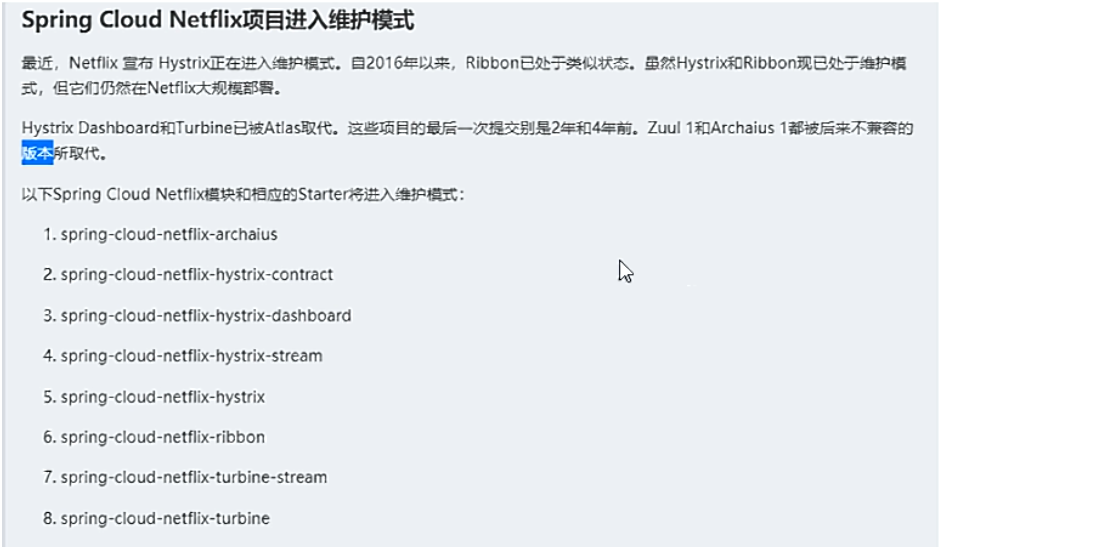 Spring Cloud Netflix项目进入维护模式
最近，Netflix 宣布 Hystrix正在进入维护模式。自2016年以来，Ribbon已处于类似状态。虽然Hystrix和Ribbon现已处于维护模
式，但它们仍然在Netflix大规模部署。
Hystrix Dashboard和Turbine已被Atlas取代。这些项目的最后一次提交别是2年和4年前。Zuul 1和Archaius 1都被后来不兼容的
版本所取代。
以下Spring Cloud Netflix模块和相应的Starter将进入维护模式：
1. spring-cloud-netflix-archaius
2. spring-cloud-netflix-hystrix-contract
3. spring-cloud-netflix-hystrix-dashboard
4. spring-cloud-netflix-hystrix-stream
5. spring-cloud-netflix-hystrix
6. spring-cloud-netflix-ribbon
7. spring-cloud-netflix-turbine-stream
8. spring-cloud-netflix-turbine